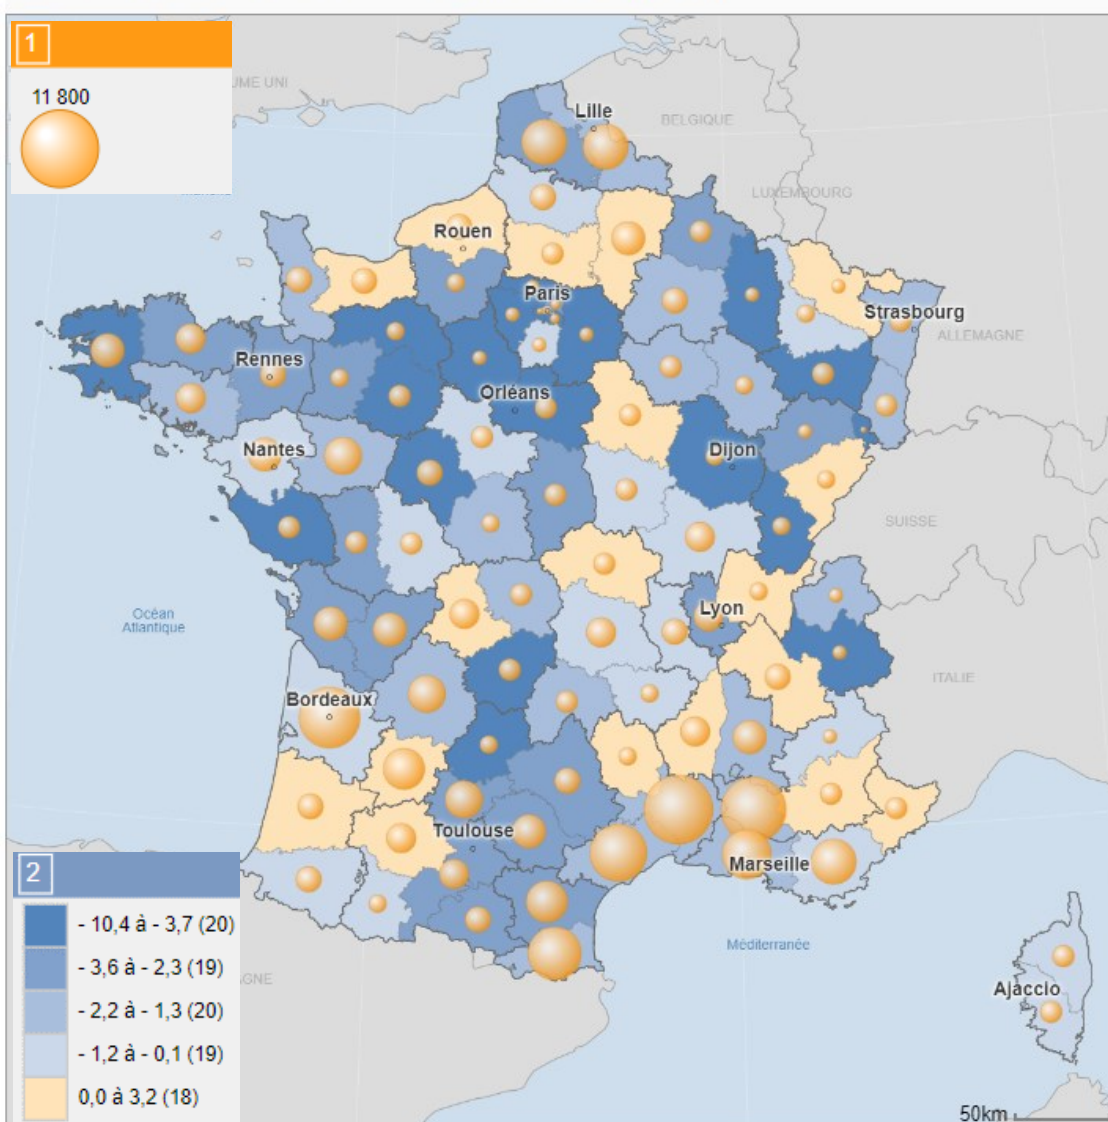 1
11 800
UME UNI
Lille
BELGIQUE
LUXEMBOURG
Rouen
Paris
Strasbourg
ALLEMAGNE
Rennes
Orléans
Nantes
Dijon
SUISSE
Océan
Atlantique
Lyon
Bordeaux
ITALIE
Toulouse
Marseille
2
- 10,4 à - 3,7 (20)
- 3,6 à - 2,3 (19)
- 2,2 à - 1,3 (20)
- 1,2 à - 0,1 (19)
0,0 à 3,2 (18)
Méditerranée
AGNE
Ajaccio
50km